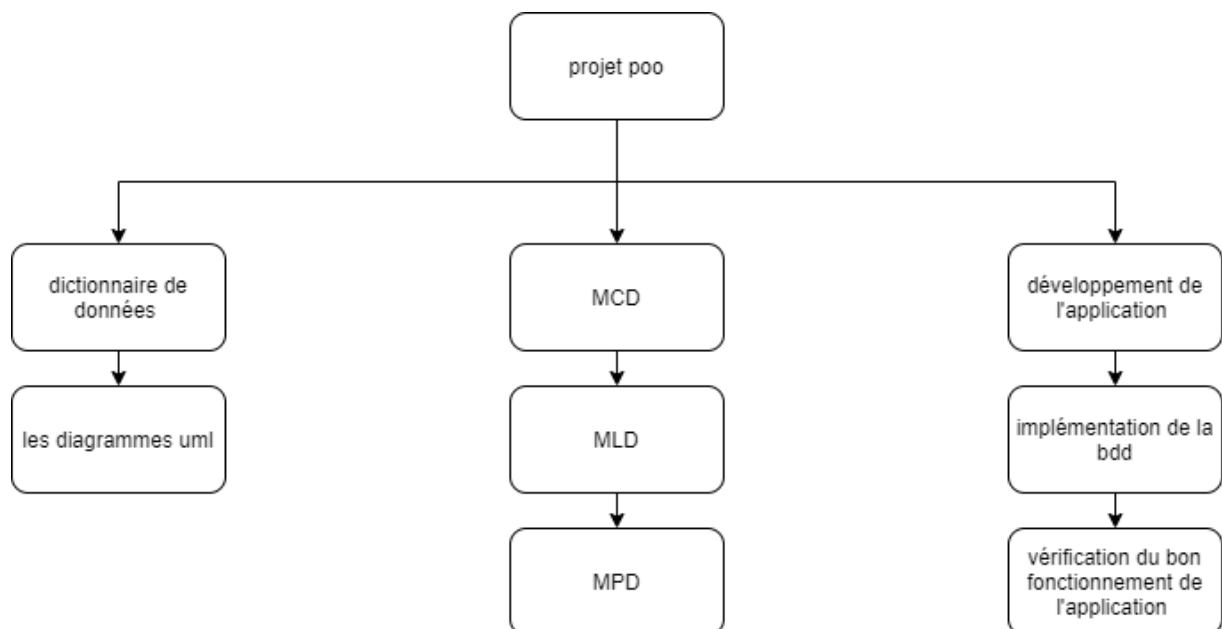 projet poo
dictionnaire de
données
MCD
développement de
l'application
les diagrammes uml
MLD
implémentation de la
bdd
MPD
vérification du bon
fonctionnement de
l'application